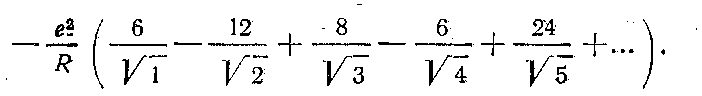 − e²/R ( 6/√1 − 12/√2 + 8/√3 − 6/√4 + 24/√5 + ... ).